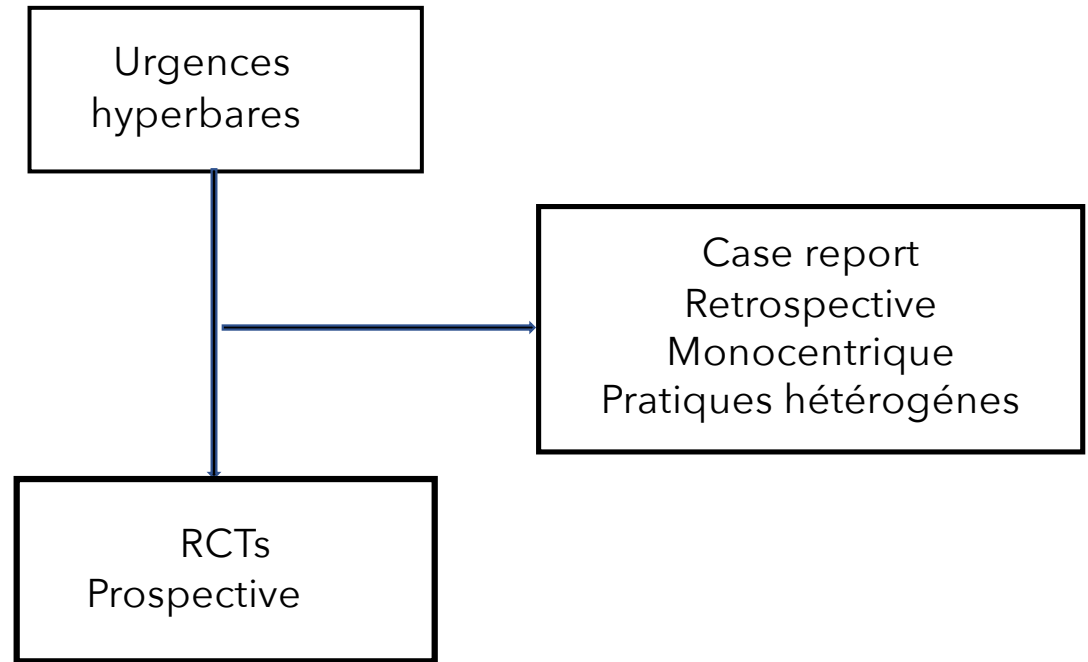 Urgences
hyperbares
Case report
Retrospective
Monocentrique
Pratiques hétérogénes
RCTs
Prospective